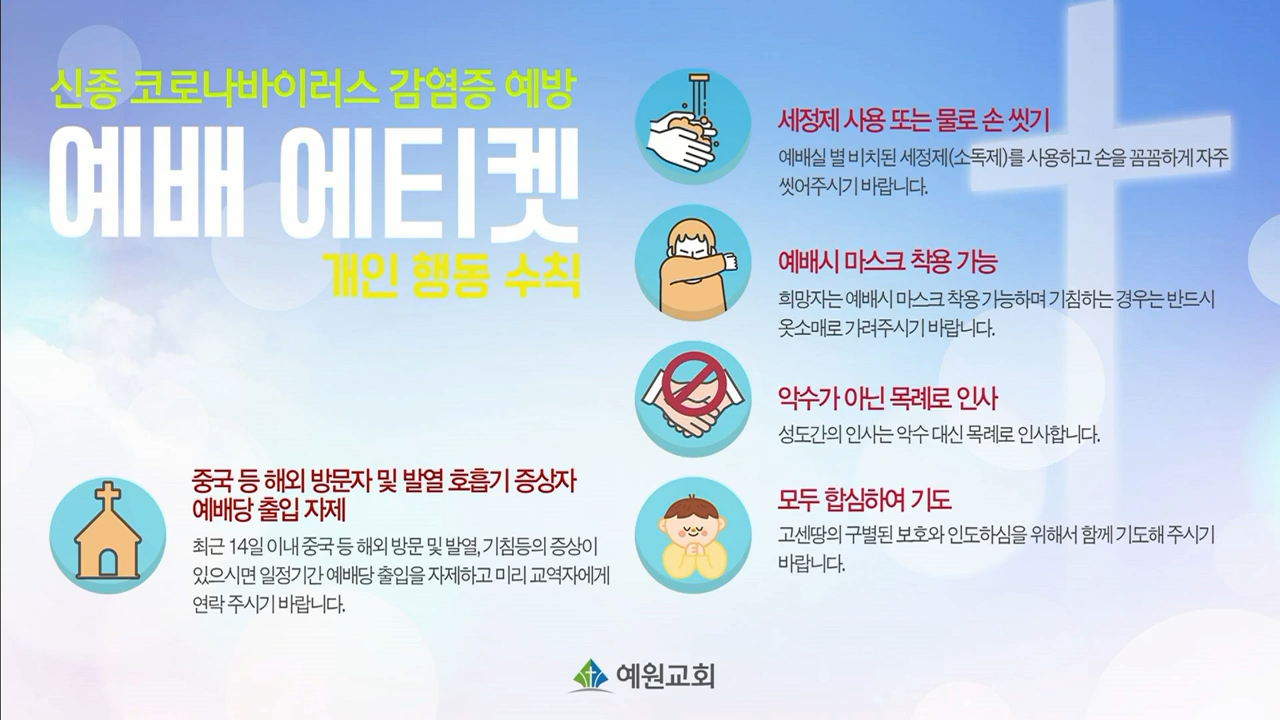 신종 코로나바이러스 감염증 예방
예배 에티켓
개인 행동 수칙
중국 등 해외 방문자 및 발열 호흡기 증상자
예배당 출입 자제
최근 14일 이내 중국 등 해외 방문 및 발열, 기침등의 증상이
있으시면 일정기간 예배당 출입을 자제하고 미리 교역자에게
연락 주시기 바랍니다.
세정제 사용 또는 물로 손 씻기
예배실 별 비치된 세정제(소독제)를 사용하고 손을 꼼꼼하게 자주
씻어주시기 바랍니다.
예배시 마스크 착용 가능
희망자는 예배시 마스크 착용 가능하며 기침하는 경우는 반드시
옷소매로 가려주시기 바랍니다.
악수가 아닌 목례로 인사
성도간의 인사는 악수 대신 목례로 인사합니다.
모두 합심하여 기도
고센땅의 구별된 보호와 인도하심을 위해서 함께 기도해 주시기
바랍니다.
예원교회